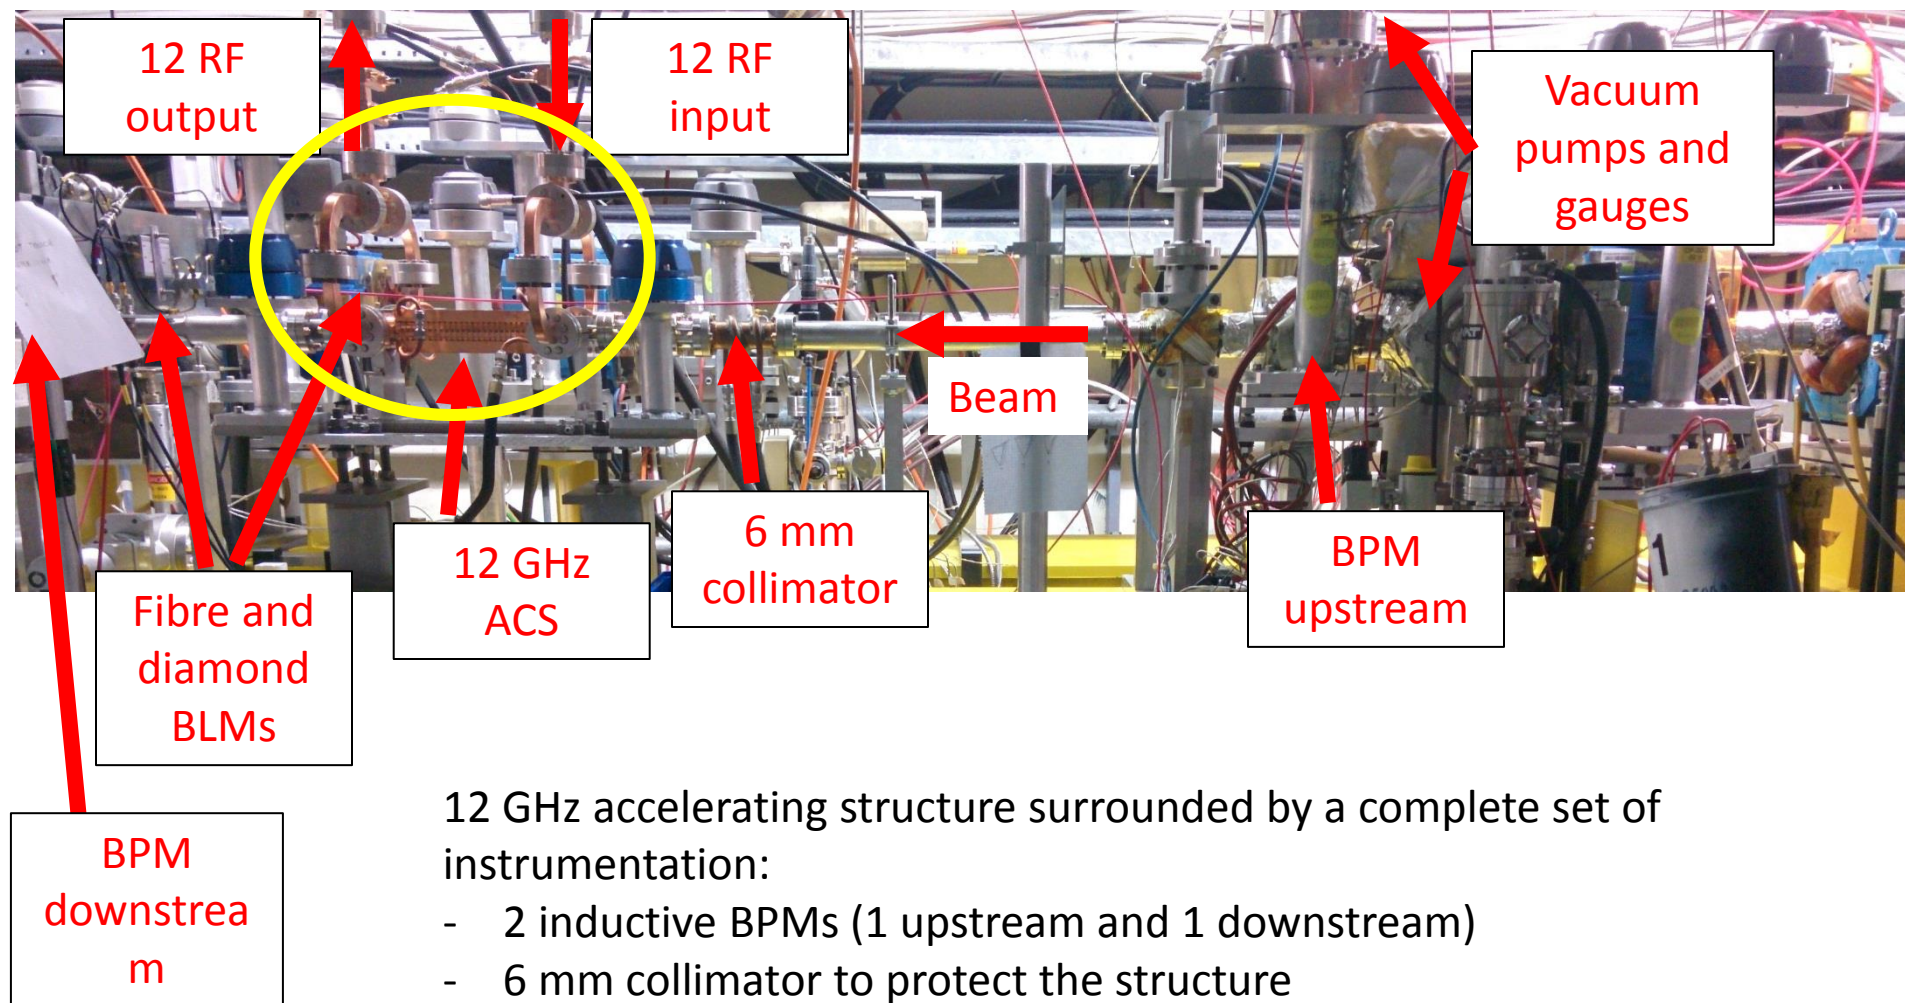 12 RF
output
12 RF
input
Vacuum
pumps and
gauges
Beam
6 mm
collimator
12 GHz
ACS
BPM
upstream
Fibre and
diamond
BLMs
BPM
downstrea
m
1
12 GHz accelerating structure surrounded by a complete set of
instrumentation:
- 2 inductive BPMs (1 upstream and 1 downstream)
- 6 mm collimator to protect the structure